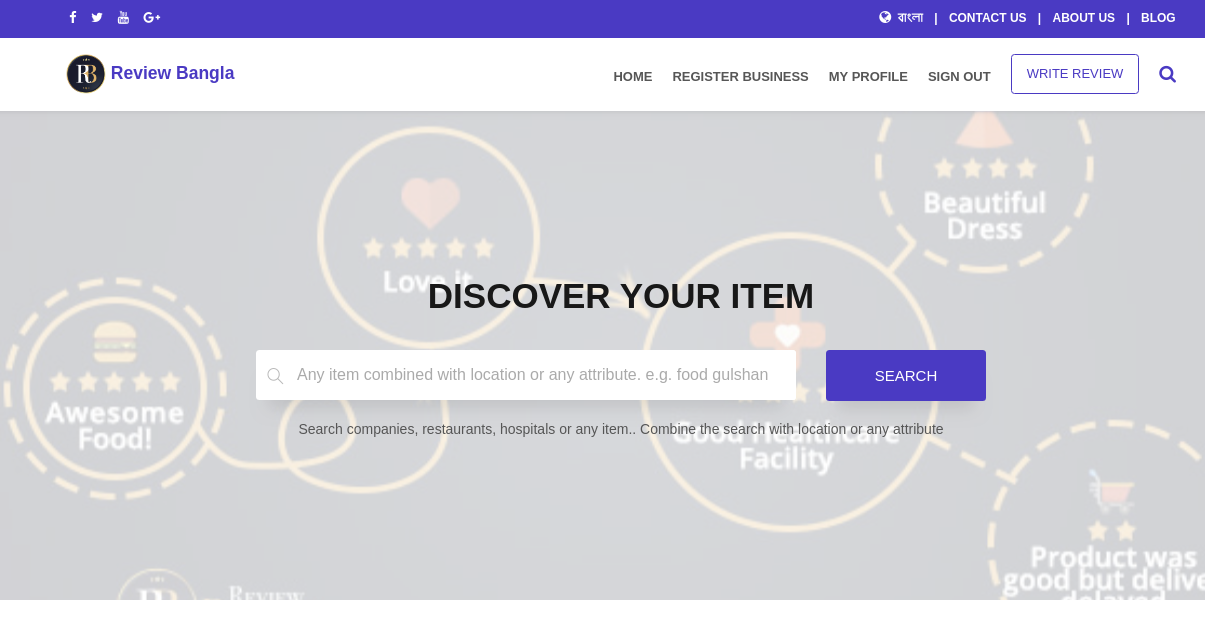 বাংলা | CONTACT US | ABOUT US | BLOG
Review Bangla
HOME REGISTER BUSINESS MY PROFILE SIGN OUT WRITE REVIEW
Beautiful
Dress
Love it
DISCOVER YOUR ITEM
Any item combined with location or any attribute. e.g. food gulshan
SEARCH
Awesome
Food!
Search companies, restaurants, hospitals or any item.. Combine the search with location or any attribute
Good Healthcare
Facility
Product was
good but delive
delayed
REVIEW